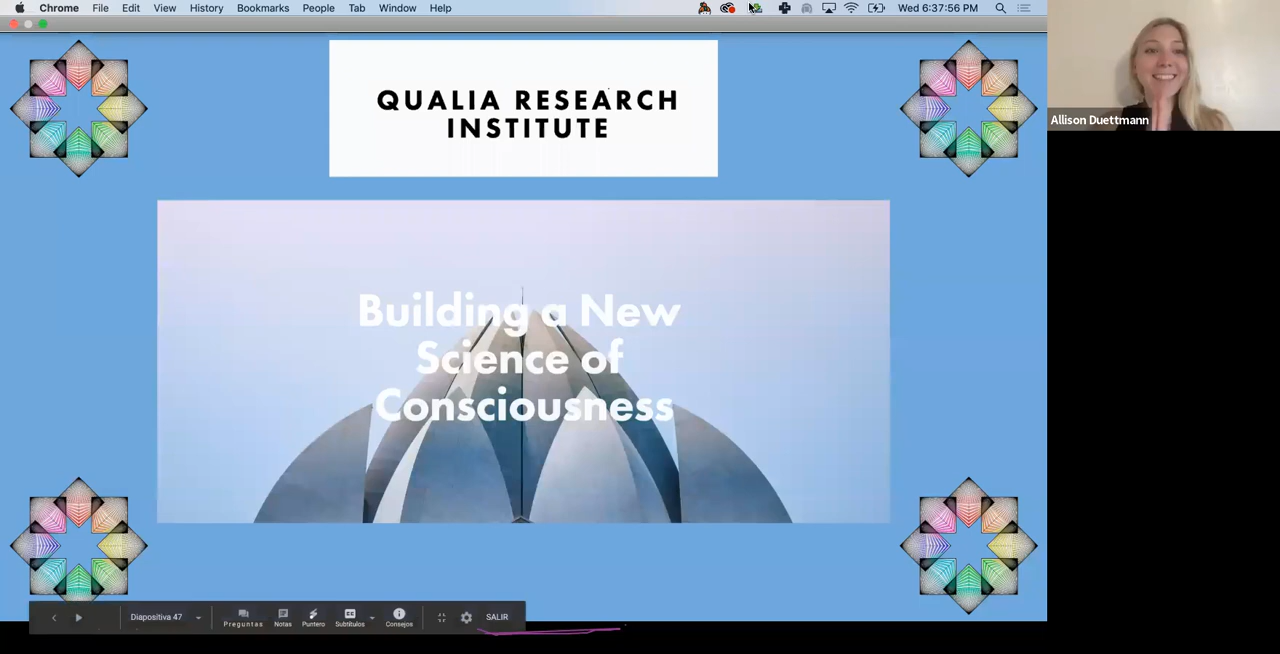 Chrome File Edit View History Bookmarks People Tab Window Help Wed 6:37:56 PM
QUALIA RESEARCH
INSTITUTE
Allison Duettmann
Building a New
Science of
Consciousness
Diapositiva 47 Preguntas Notas Puntero Subtítulos Consejos SALIR